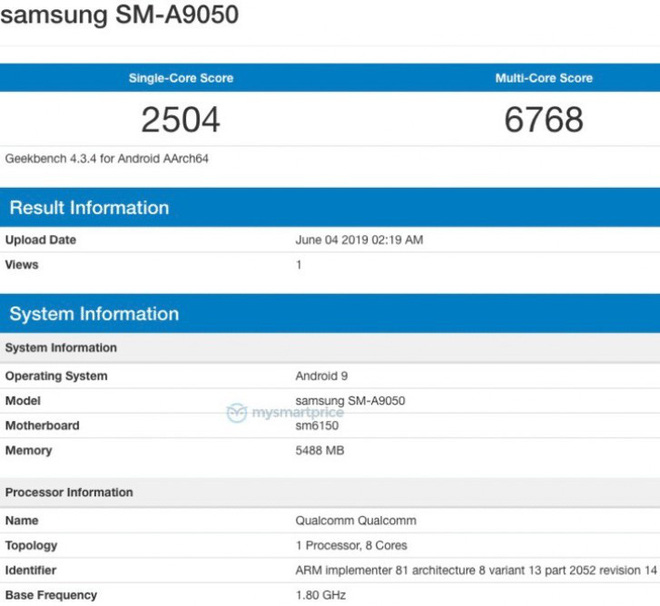 samsung SM-A9050
Single-Core Score Multi-Core Score
2504 6768
Geekbench 4.3.4 for Android AArch64
Result Information
Upload Date June 04 2019 02:19 AM
Views 1
System Information
System Information
Operating System Android 9
Model samsung SM-A9050
mysmartprice
Motherboard sm6150
Memory 5488 MB
Processor Information
Name Qualcomm Qualcomm
Topology 1 Processor, 8 Cores
Identifier ARM implementer 81 architecture 8 variant 13 part 2052 revision 14
Base Frequency 1.80 GHz